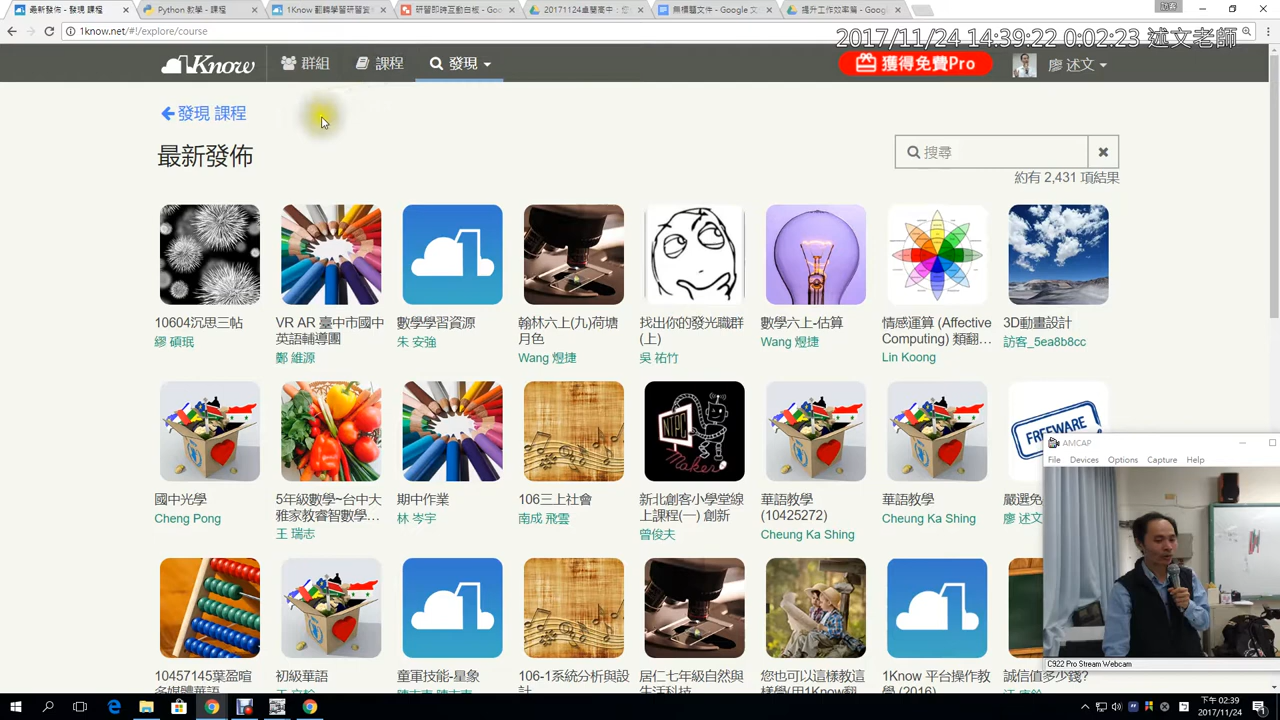 最新發佈 - 發現 課程
Python 教學 - 課程
1Know 翻轉學習研習資
研習即時互動白板 - Goo
20171124卓蘭高中：您
無標題文件 - Google 文
提升工作效率篇 - Goog
1know.net/#!/explore/course
2017/11/24 14:39:22 0:02:23 述文老師
1Know
群組
課程
發現
獲得免費Pro
廖 述文
發現 課程
最新發佈
搜尋
約有 2,431 項結果
10604沉思三帖
VR AR 臺中市國中
英語輔導團
數學學習資源
翰林六上(九)荷塘
月色
找出你的發光職群
(上)
數學六上-估算
情感運算 (Affective
Computing) 類翻…
3D動畫設計
繆 碩珉
鄭 維源
朱 安強
Wang 煜捷
吳 祐竹
Wang 煜捷
Lin Koong
訪客_5ea8b8cc
NTPC
Maker
FREEWARE
國中光學
5年級數學~台中大
雅家教睿智數學…
期中作業
106三上社會
新北創客小學堂線
上課程(一) 創新
華語教學
(10425272)
華語教學
嚴選免
Cheng Pong
王 瑞志
林 岑宇
南成 飛雲
曾俊夫
Cheung Ka Shing
Cheung Ka Shing
廖 述文
AMCAP
File
Devices
Options
Capture
Help
C922 Pro Stream Webcam
10457145葉盈暄
多媒體華語
初級華語
童軍技能-星象
106-1系統分析與設
計
居仁七年級自然與
生活科技
您也可以這樣教這
樣學(用1Know翻
1Know 平台操作教
學 (2016)
誠信值多少錢?
下午 02:39
2017/11/24